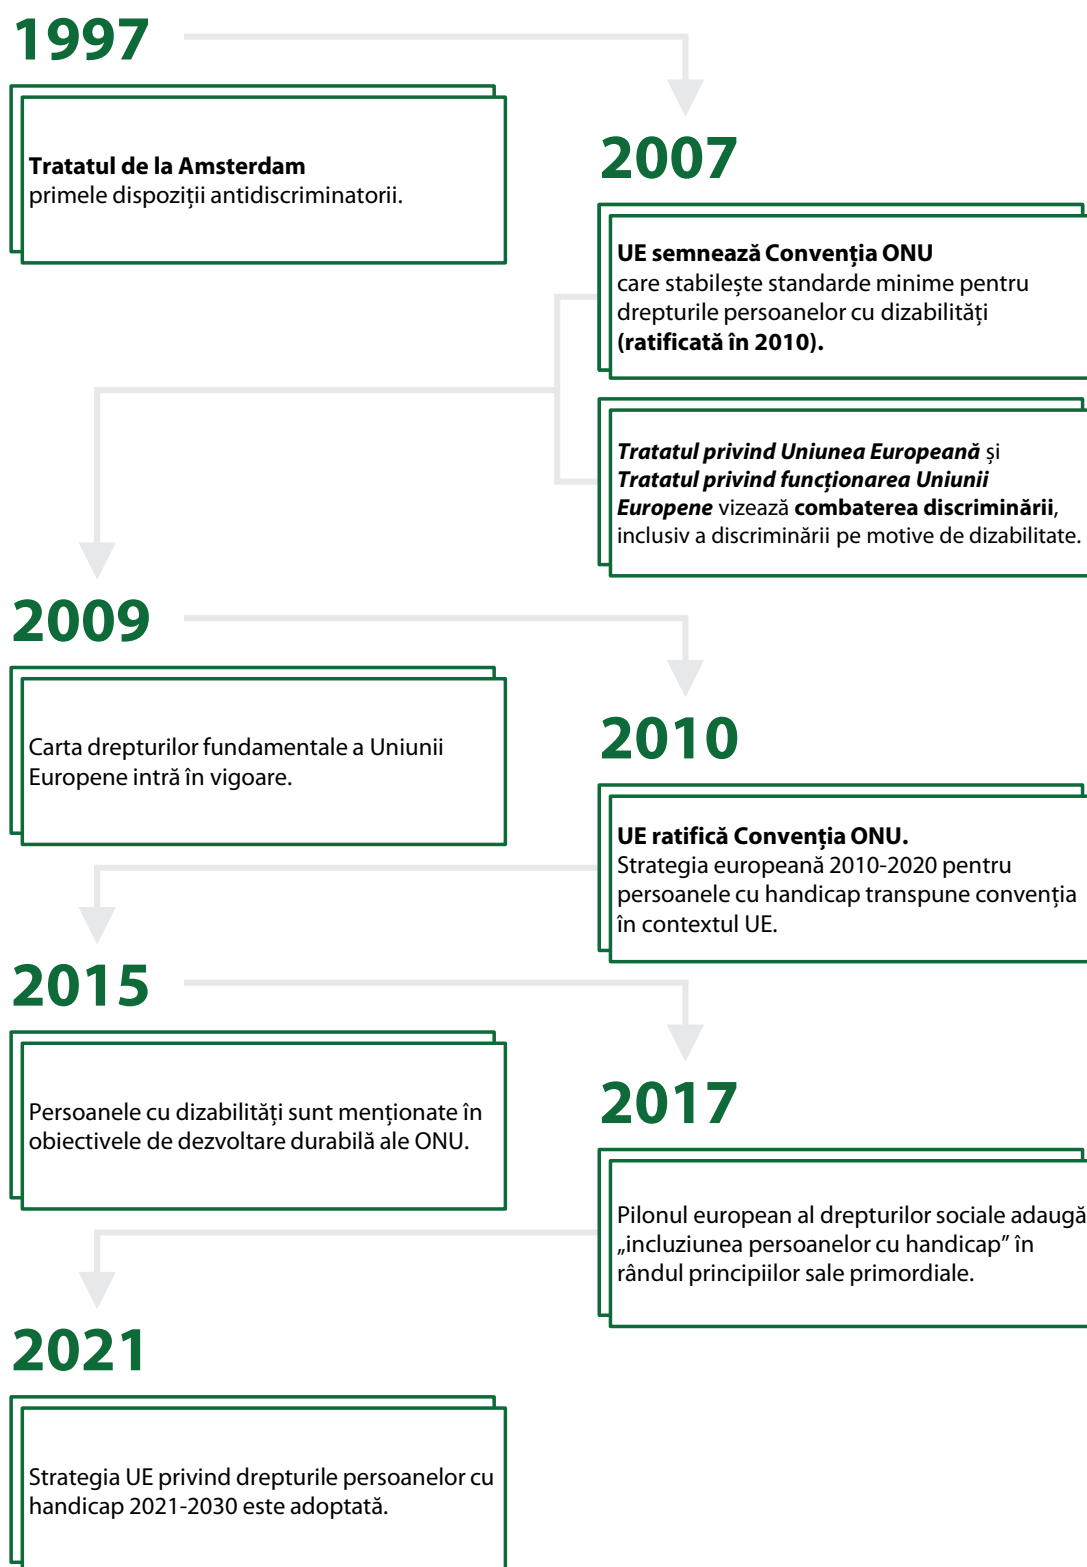 1997
Tratatul de la Amsterdam
primele dispoziții antidiscriminatorii.
2007
UE semnează Convenția ONU
care stabilește standarde minime pentru
drepturile persoanelor cu dizabilități
(ratificată în 2010).
Tratatul privind Uniunea Europeană și
Tratatul privind funcționarea Uniunii
Europene vizează combaterea discriminării,
inclusiv a discriminării pe motive de dizabilitate.
2009
Carta drepturilor fundamentale a Uniunii
Europene intră în vigoare.
2010
UE ratifică Convenția ONU.
Strategia europeană 2010-2020 pentru
persoanele cu handicap transpune convenția
în contextul UE.
2015
Persoanele cu dizabilități sunt menționate în
obiectivele de dezvoltare durabilă ale ONU.
2017
Pilonul european al drepturilor sociale adaugă
„incluziunea persoanelor cu handicap” în
rândul principiilor sale primordiale.
2021
Strategia UE privind drepturile persoanelor cu
handicap 2021-2030 este adoptată.